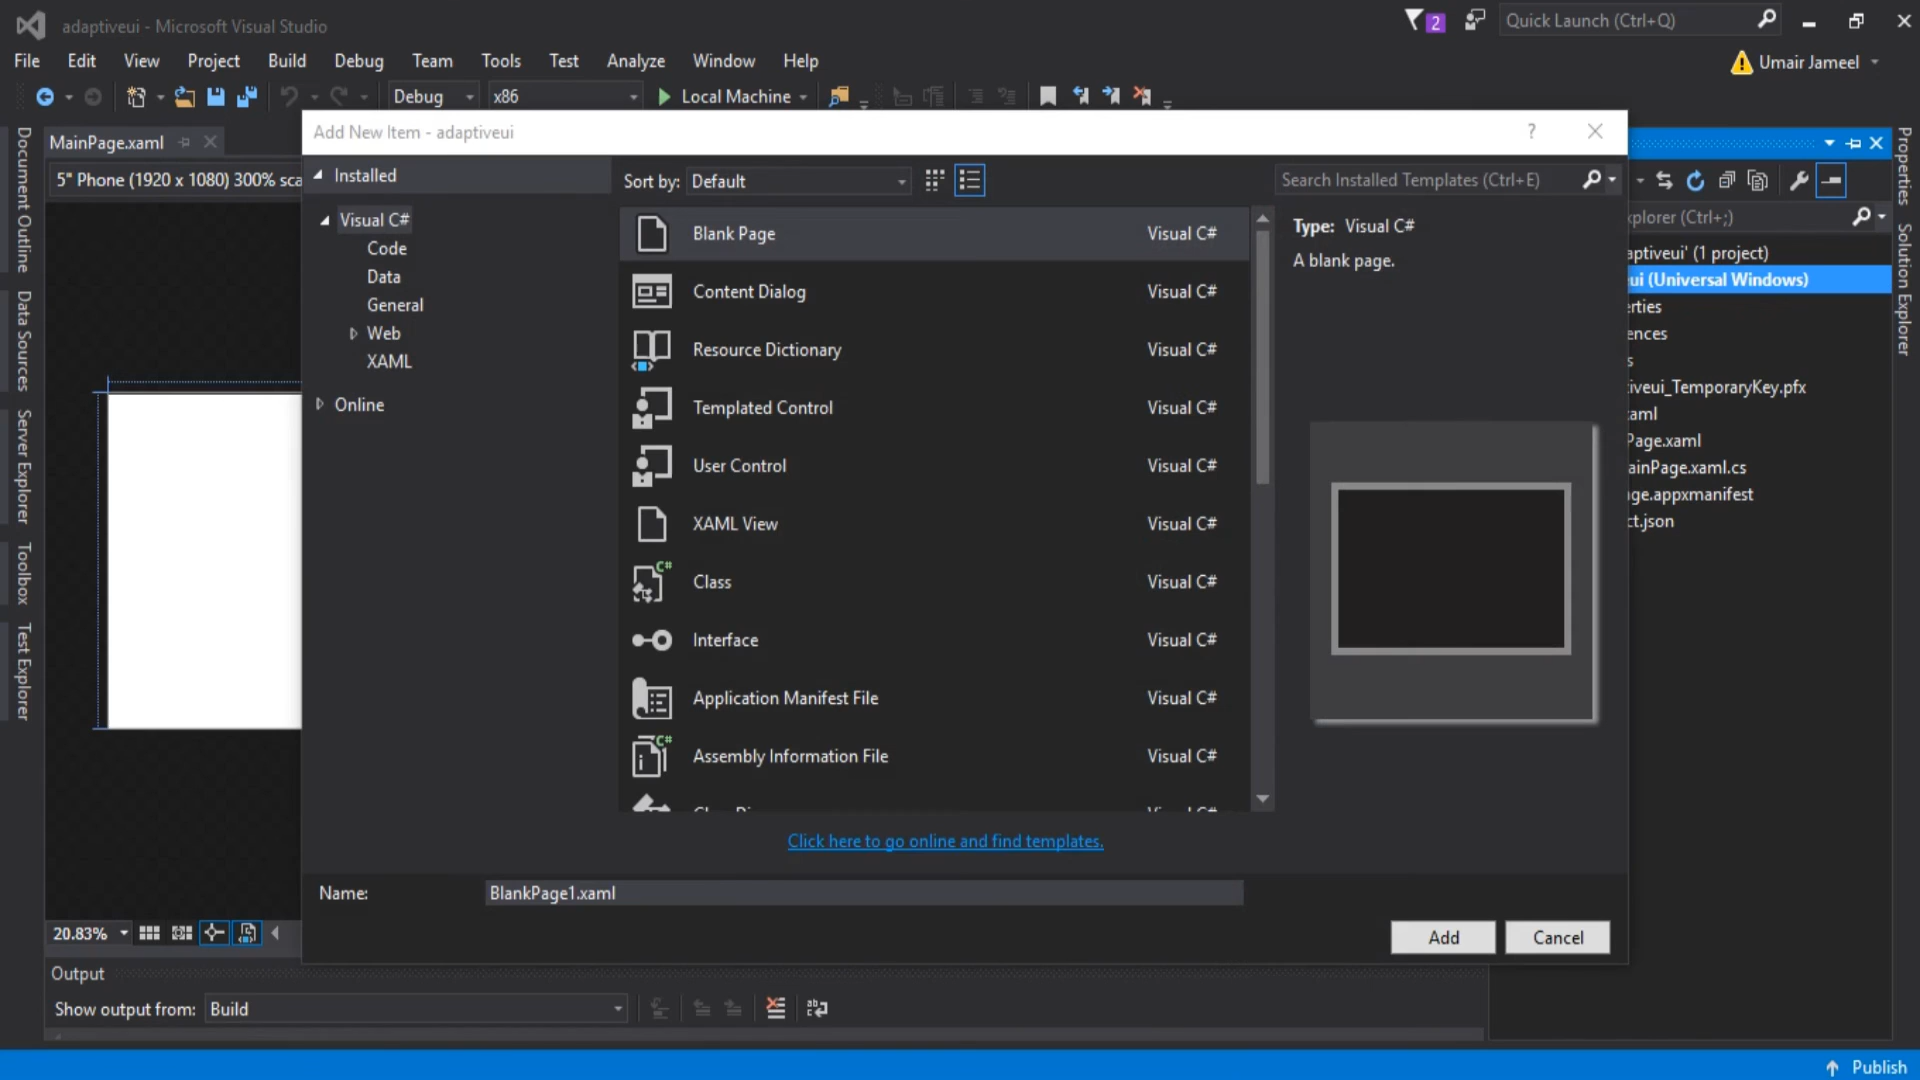 adaptiveui - Microsoft Visual Studio
2
Quick Launch (Ctrl+Q)
File Edit View Project Build Debug Team Tools Test Analyze Window Help
Umair Jameel
Debug x86 Local Machine
MainPage.xaml
5" Phone (1920 x 1080) 300% sca
Document Outline
Data Sources
Server Explorer
Toolbox
Test Explorer
Add New Item - adaptiveui
?
Installed
Visual C#
Code
Data
General
Web
XAML
Online
Sort by: Default
Search Installed Templates (Ctrl+E)
Blank Page Visual C#
Content Dialog Visual C#
Resource Dictionary Visual C#
Templated Control Visual C#
User Control Visual C#
XAML View Visual C#
Class Visual C#
Interface Visual C#
Application Manifest File Visual C#
Assembly Information File Visual C#
Type: Visual C#
A blank page.
Click here to go online and find templates.
Name: BlankPage1.xaml
Add Cancel
xplorer (Ctrl+;)
aptiveui' (1 project)
ui (Universal Windows)
erties
ences
s
iveui_TemporaryKey.pfx
aml
Page.xaml
ainPage.xaml.cs
ge.appxmanifest
ct.json
Properties
Solution Explorer
20.83%
Output
Show output from: Build
Publish